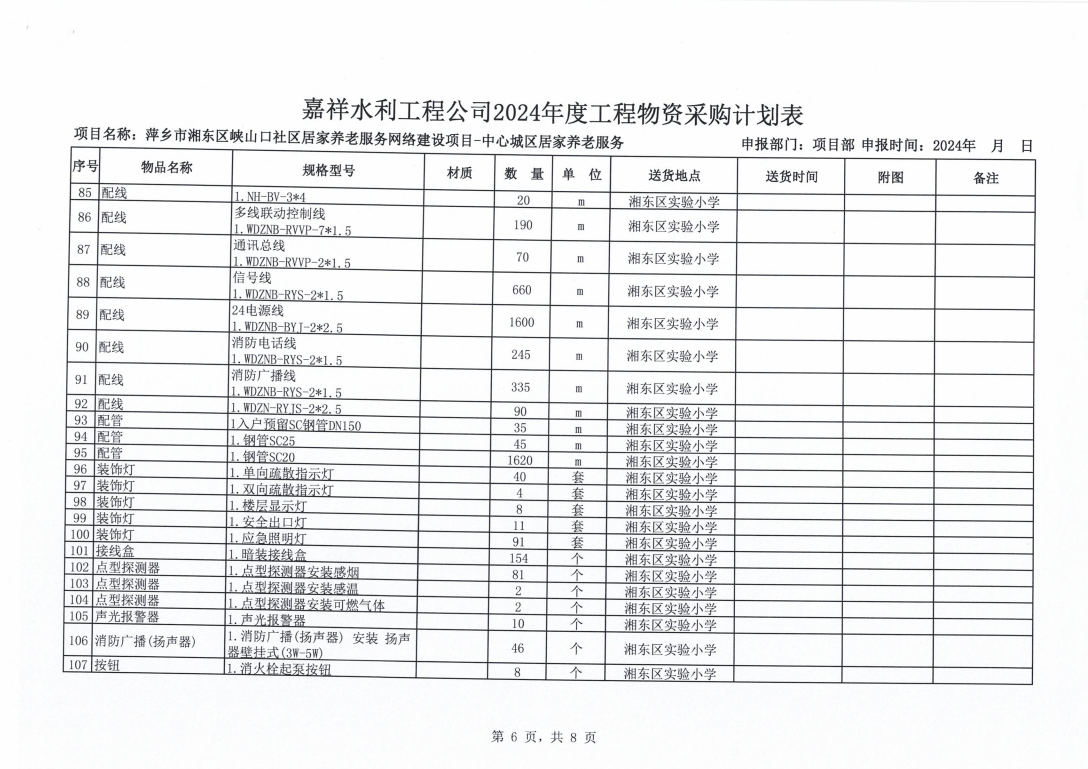 嘉祥水利工程公司2024年度工程物资采购计划表
项目名称：萍乡市湘东区峡山口社区居家养老服务网络建设项目-中心城区居家养老服务 申报部门：项目部 申报时间：2024年 月 日
序号 物品名称 规格型号 材质 数 量 单 位 送货地点 送货时间 附图 备注
85 配线 1.NH-BV-3*4 20 m 湘东区实验小学
86 配线 多线联动控制线
1.WDZNB-RVVP-7*1.5 190 m 湘东区实验小学
87 配线 通讯总线
1.WDZNB-RVVP-2*1.5 70 m 湘东区实验小学
88 配线 信号线
1.WDZNB-RYS-2*1.5 660 m 湘东区实验小学
89 配线 24电源线
1.WDZNB-BYJ-2*2.5 1600 m 湘东区实验小学
90 配线 消防电话线
1.WDZNB-RYS-2*1.5 245 m 湘东区实验小学
91 配线 消防广播线
1.WDZNB-RYS-2*1.5 335 m 湘东区实验小学
92 配线 1.WDZN-RYJS-2*2.5 90 m 湘东区实验小学
93 配管 1入户预留SC钢管DN150 35 m 湘东区实验小学
94 配管 1.钢管SC25 45 m 湘东区实验小学
95 配管 1.钢管SC20 1620 m 湘东区实验小学
96 装饰灯 1.单向疏散指示灯 40 套 湘东区实验小学
97 装饰灯 1.双向疏散指示灯 4 套 湘东区实验小学
98 装饰灯 1.楼层显示灯 8 套 湘东区实验小学
99 装饰灯 1.安全出口灯 11 套 湘东区实验小学
100 装饰灯 1.应急照明灯 91 套 湘东区实验小学
101 接线盒 1.暗装接线盒 154 个 湘东区实验小学
102 点型探测器 1.点型探测器安装感烟 81 个 湘东区实验小学
103 点型探测器 1.点型探测器安装感温 2 个 湘东区实验小学
104 点型探测器 1.点型探测器安装可燃气体 2 个 湘东区实验小学
105 声光报警器 1.声光报警器 10 个 湘东区实验小学
106 消防广播(扬声器) 1.消防广播(扬声器) 安装 扬声
器壁挂式(3W-5W) 46 个 湘东区实验小学
107 按钮 1.消火栓起泵按钮 8 个 湘东区实验小学
第 6 页，共 8 页